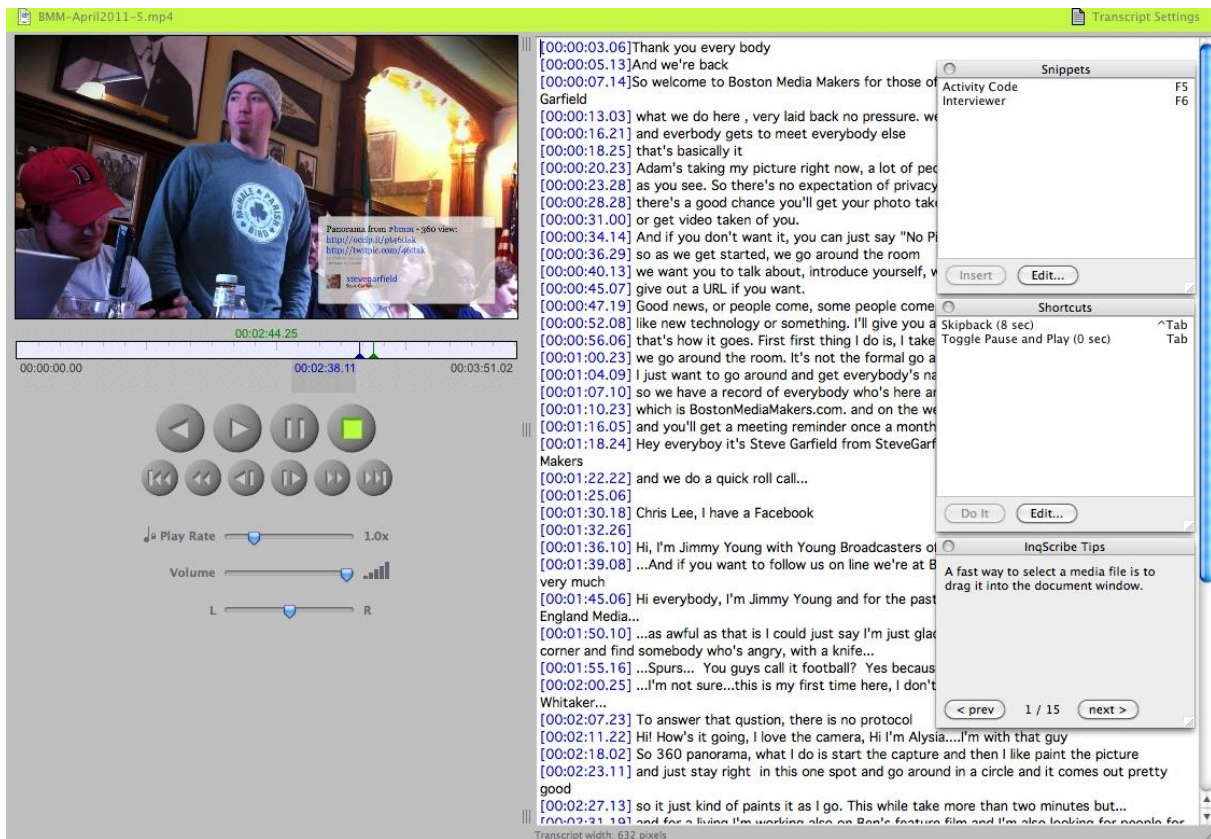 BMM-April2011-5.mp4
Transcript Settings
McHALE & PARISH
BIRD
Panorama from #bmm - 360 view:
stevegarfield
Steve Garfield
00:02:44.25
00:00:00.00
00:02:38.11
00:03:51.02
Play Rate
1.0x
Volume
L
R
[00:00:03.06]Thank you every body
[00:00:05.13]And we're back
[00:00:07.14]So welcome to Boston Media Makers for those of
Garfield
[00:00:13.03] what we do here , very laid back no pressure. we
[00:00:16.21] and everbody gets to meet everybody else
[00:00:18.25] that's basically it
[00:00:20.23] Adam's taking my picture right now, a lot of peo
[00:00:23.28] as you see. So there's no expectation of privacy
[00:00:28.28] there's a good chance you'll get your photo take
[00:00:31.00] or get video taken of you.
[00:00:34.14] And if you don't want it, you can just say "No Pi
[00:00:36.29] so as we get started, we go around the room
[00:00:40.13] we want you to talk about, introduce yourself, w
[00:00:45.07] give out a URL if you want.
[00:00:47.19] Good news, or people come, some people come
[00:00:52.08] like new technology or something. I'll give you a
[00:00:56.06] that's how it goes. First first thing I do is, I take
[00:01:00.23] we go around the room. It's not the formal go a
[00:01:04.09] I just want to go around and get everybody's na
[00:01:07.10] so we have a record of everybody who's here an
[00:01:10.23] which is BostonMediaMakers.com. and on the we
[00:01:16.05] and you'll get a meeting reminder once a month
[00:01:18.24] Hey everyboy it's Steve Garfield from SteveGarf
Makers
[00:01:22.22] and we do a quick roll call...
[00:01:25.06]
[00:01:30.18] Chris Lee, I have a Facebook
[00:01:32.26]
[00:01:36.10] Hi, I'm Jimmy Young with Young Broadcasters of
[00:01:39.08] ...And if you want to follow us on line we're at B
very much
[00:01:45.06] Hi everybody, I'm Jimmy Young and for the past
England Media...
[00:01:50.10] ...as awful as that is I could just say I'm just glad
corner and find somebody who's angry, with a knife...
[00:01:55.16] ...Spurs... You guys call it football? Yes becaus
[00:02:00.25] ...I'm not sure...this is my first time here, I don't
Whitaker...
[00:02:07.23] To answer that qustion, there is no protocol
[00:02:11.22] Hi! How's it going, I love the camera, Hi I'm Alysia....I'm with that guy
[00:02:18.02] So 360 panorama, what I do is start the capture and then I like paint the picture
[00:02:23.11] and just stay right in this one spot and go around in a circle and it comes out pretty
good
[00:02:27.13] so it just kind of paints it as I go. This while take more than two minutes but...
[00:02:31.19] and for a living I'm working also on Ben's feature film and I'm also looking for people for
Transcript width: 632 pixels
Snippets
Activity Code F5
Interviewer F6
Insert Edit...
Shortcuts
Skipback (8 sec) ^Tab
Toggle Pause and Play (0 sec) Tab
Do It Edit...
InqScribe Tips
A fast way to select a media file is to
drag it into the document window.
< prev 1 / 15 next >